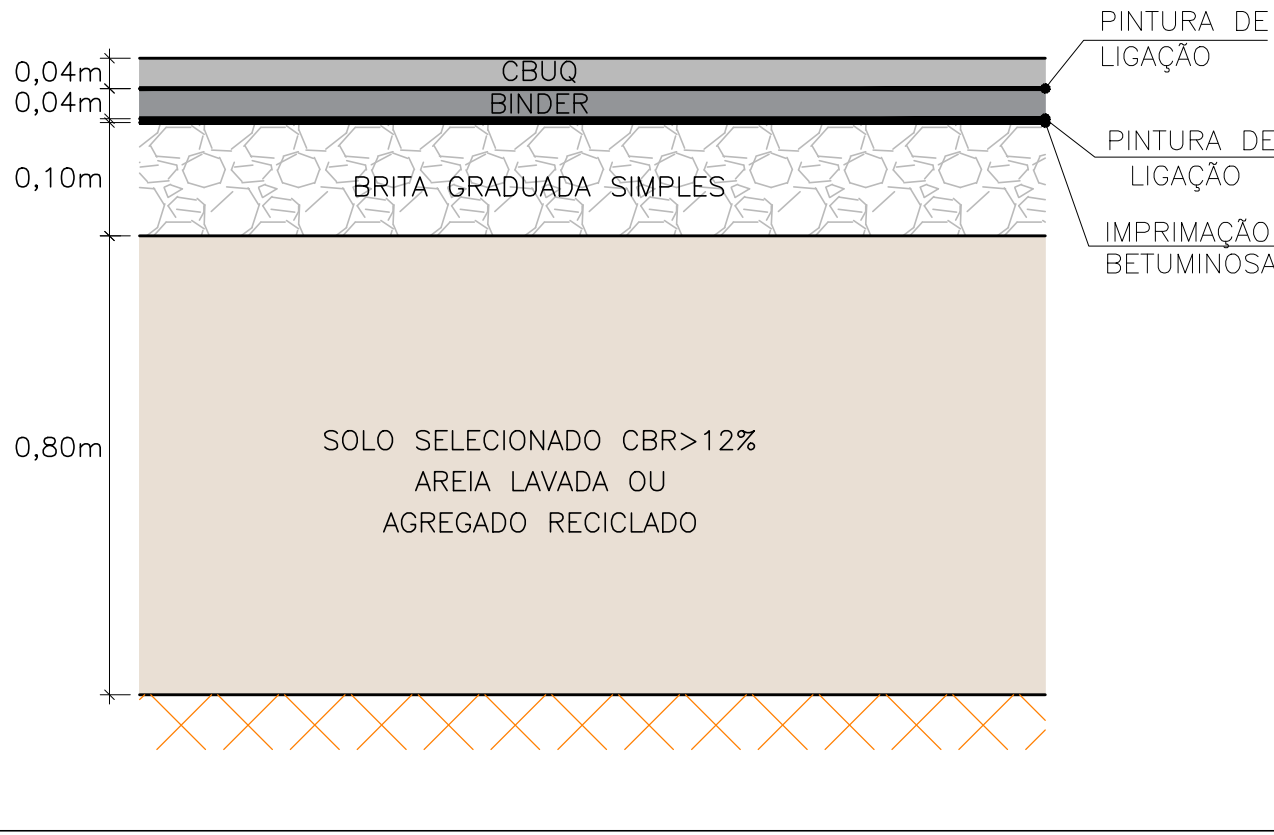 PINTURA DE
LIGAÇÃO
0,04m
CBUQ
0,04m
BINDER
PINTURA DE
LIGAÇÃO
0,10m
BRITA GRADUADA SIMPLES
IMPRIMAÇÃO
BETUMINOSA
0,80m
SOLO SELECIONADO CBR>12%
AREIA LAVADA OU
AGREGADO RECICLADO